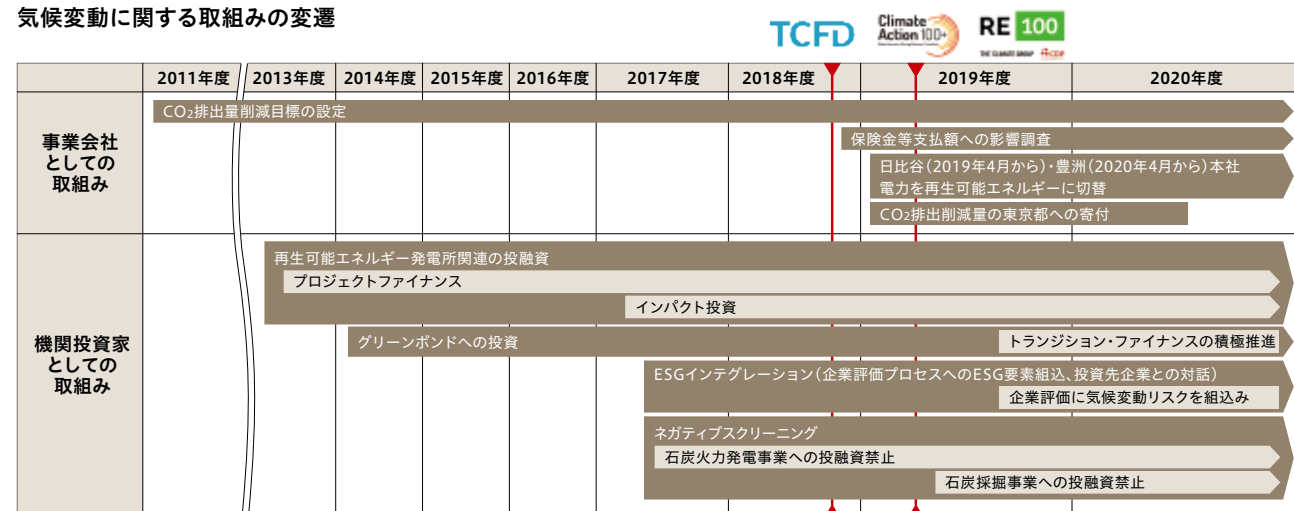 気候変動に関する取組みの変遷
TCFD
Climate
Action 100+
RE 100
THE CLIMATE GROUP
CDP
2011年度
2013年度
2014年度
2015年度
2016年度
2017年度
2018年度
2019年度
2020年度
事業会社
としての
取組み
CO2排出量削減目標の設定
保険金等支払額への影響調査
日比谷（2019年4月から）・豊洲（2020年4月から）本社
電力を再生可能エネルギーに切替
CO2排出削減量の東京都への寄付
機関投資家
としての
取組み
再生可能エネルギー発電所関連の投融資
プロジェクトファイナンス
インパクト投資
グリーンボンドへの投資
トランジション・ファイナンスの積極推進
ESGインテグレーション（企業評価プロセスへのESG要素組込、投資先企業との対話）
企業評価に気候変動リスクを組込み
ネガティブスクリーニング
石炭火力発電事業への投融資禁止
石炭採掘事業への投融資禁止